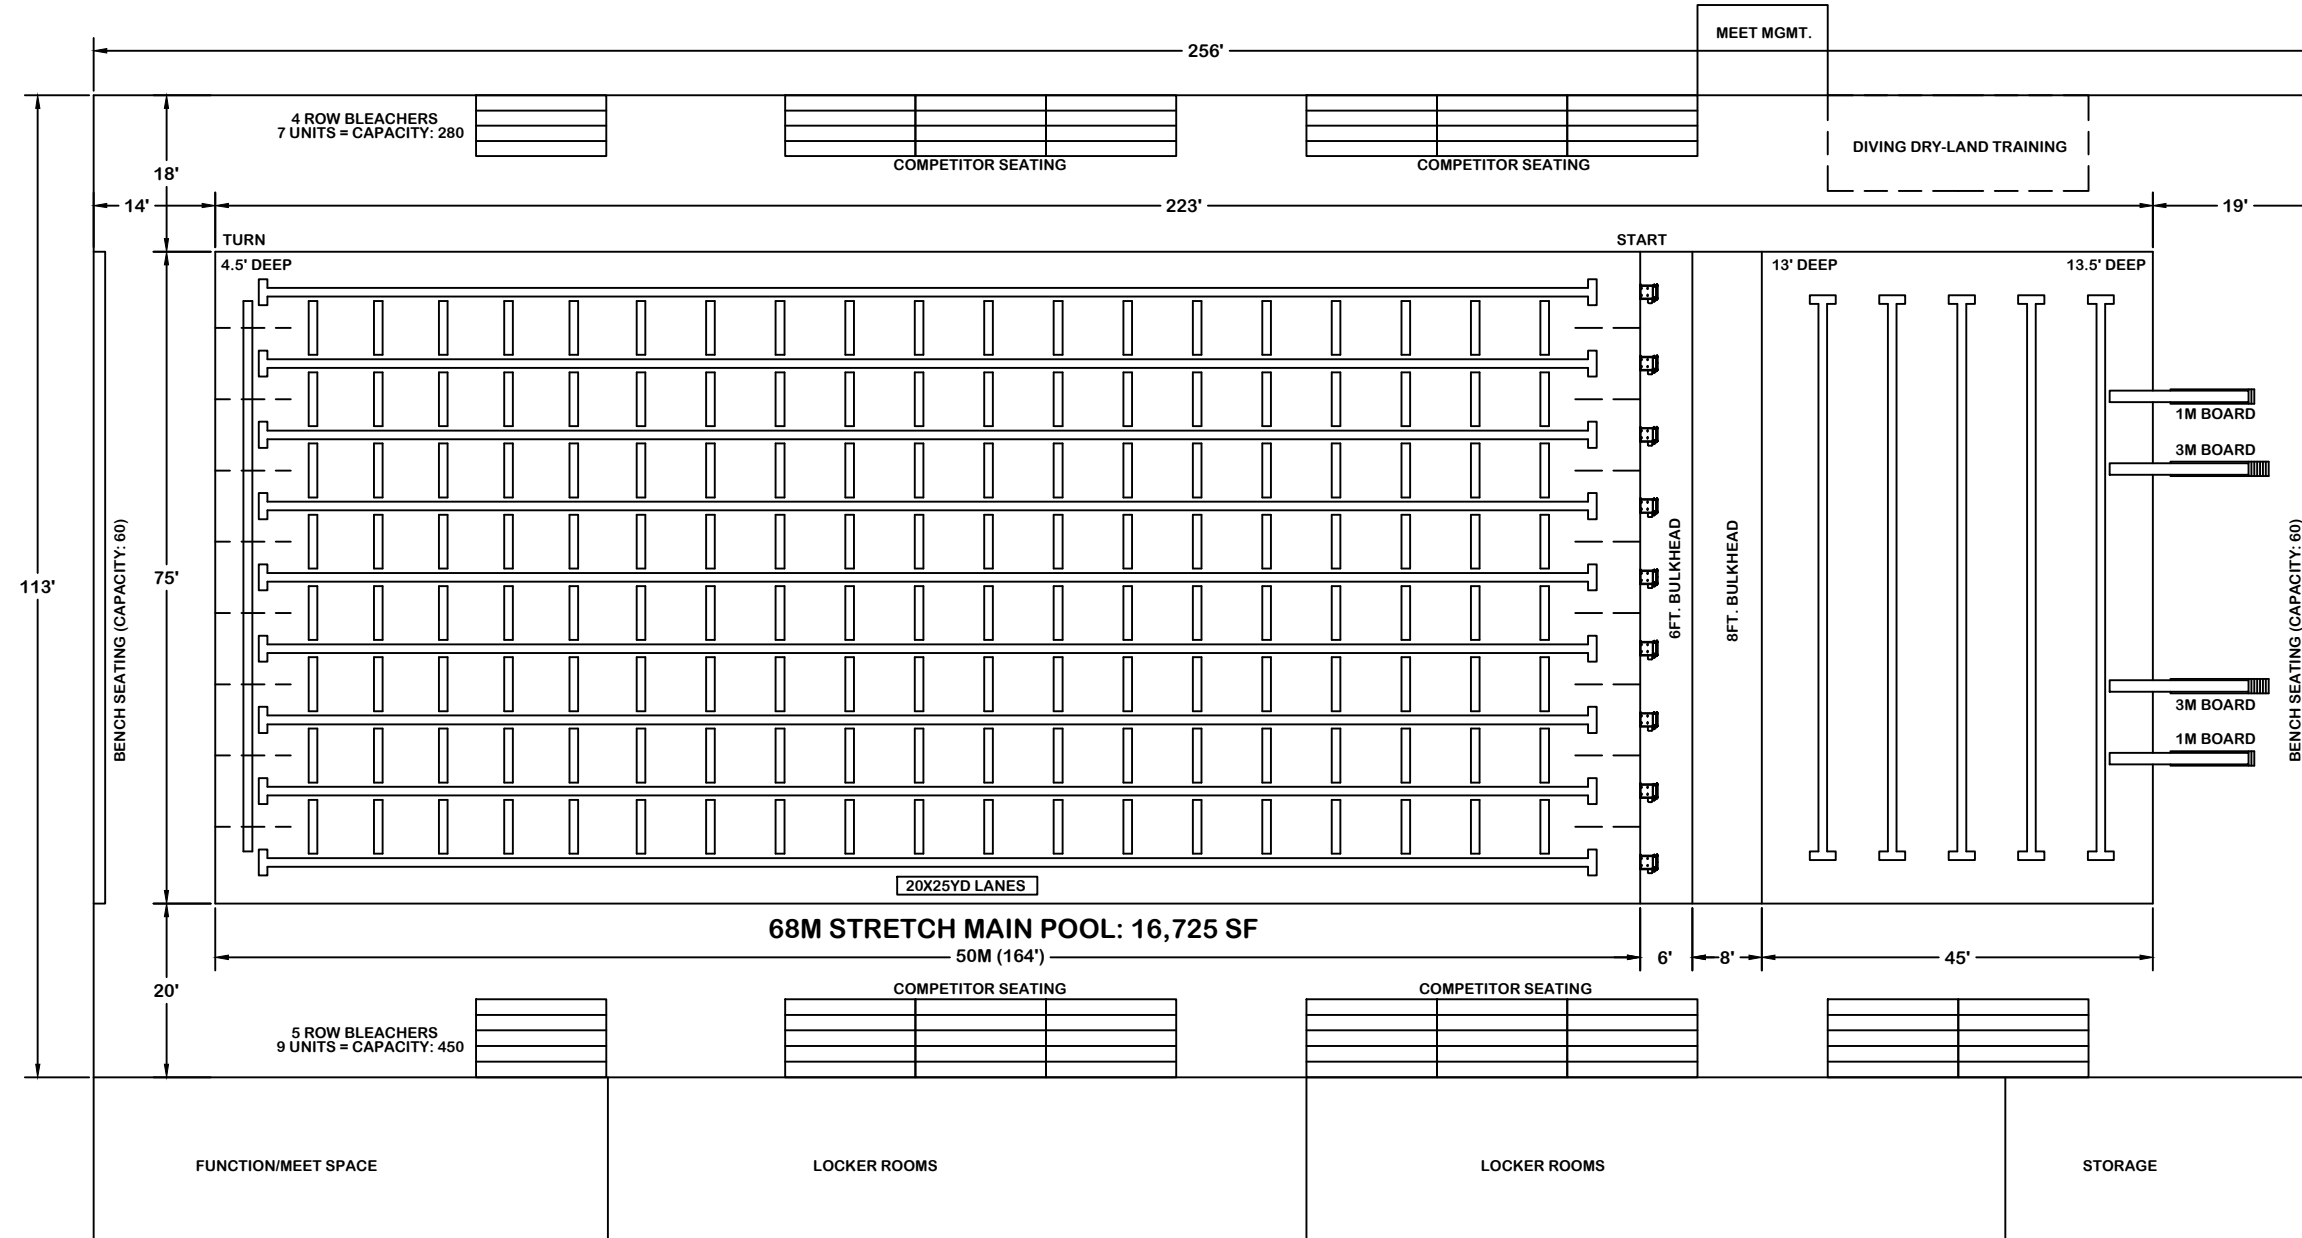 MEET MGMT.
256'
4 ROW BLEACHERS
7 UNITS = CAPACITY: 280
COMPETITOR SEATING
COMPETITOR SEATING
DIVING DRY-LAND TRAINING
18'
14'
223'
19'
TURN
START
4.5' DEEP
13' DEEP
13.5' DEEP
1M BOARD
3M BOARD
BENCH SEATING (CAPACITY: 60)
113'
75'
6FT. BULKHEAD
8FT. BULKHEAD
BENCH SEATING (CAPACITY: 60)
3M BOARD
1M BOARD
20X25YD LANES
68M STRETCH MAIN POOL: 16,725 SF
50M (164')
6'
8'
45'
20'
COMPETITOR SEATING
COMPETITOR SEATING
5 ROW BLEACHERS
9 UNITS = CAPACITY: 450
FUNCTION/MEET SPACE
LOCKER ROOMS
LOCKER ROOMS
STORAGE